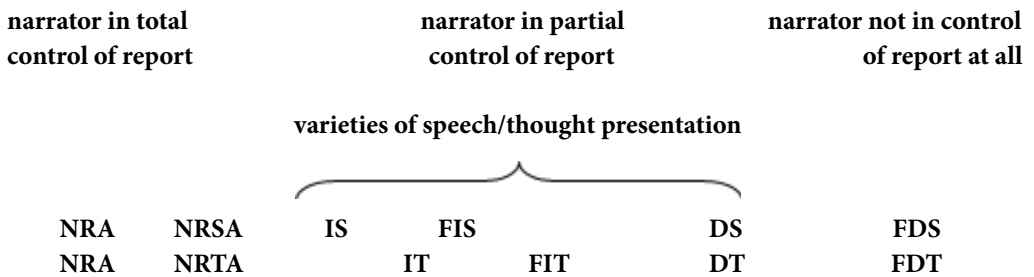 narrator in total narrator in partial narrator not in control
control of report control of report of report at all
varieties of speech/thought presentation
NRA NRSA IS FIS DS FDS
NRA NRTA IT FIT DT FDT